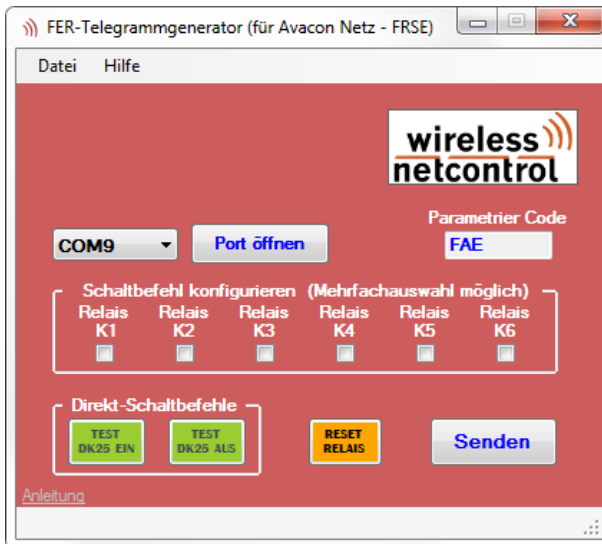 FER-Telegrammgenerator (für Avacon Netz - FRSE)
Datei Hilfe
wireless
netcontrol
Parametrier Code
COM9 Port öffnen FAE
Schaltbefehl konfigurieren (Mehrfachauswahl möglich)
Relais Relais Relais Relais Relais Relais
K1 K2 K3 K4 K5 K6
Direkt-Schaltbefehle
TEST TEST RESET
DK25 EIN DK25 AUS RELAIS Senden
Anleitung